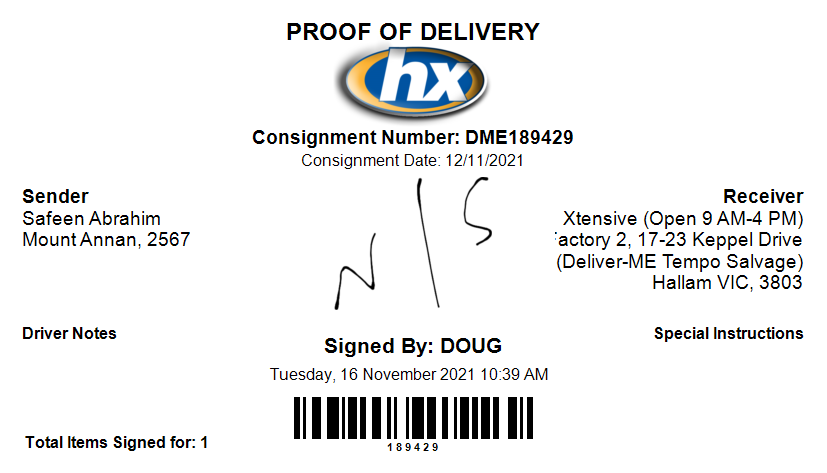 PROOF OF DELIVERY
hx
Consignment Number: DME189429
Consignment Date: 12/11/2021
Sender
Safeen Abrahim
Mount Annan, 2567
N/S
Receiver
Xtensive (Open 9 AM-4 PM)
actory 2, 17-23 Keppel Drive
(Deliver-ME Tempo Salvage)
Hallam VIC, 3803
Driver Notes
Signed By: DOUG
Special Instructions
Tuesday, 16 November 2021 10:39 AM
189429
Total Items Signed for: 1